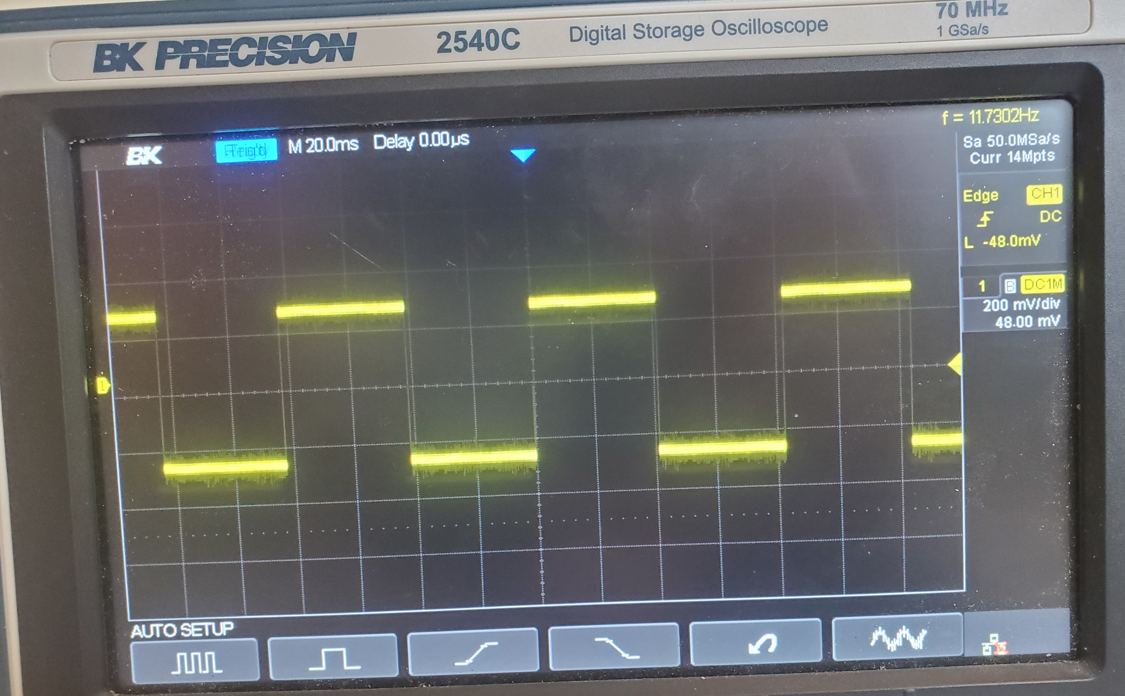 BK PRECISION 2540C Digital Storage Oscilloscope 70 MHz
1 GSa/s
f = 11.7302Hz
BK M 20.0ms Delay 0.00µs
Sa 50.0MSa/s
Curr 14Mpts
Edge CH1
DC
L -48.0mV
1 B DC1M
200 mV/div
48.00 mV
1
AUTO SETUP